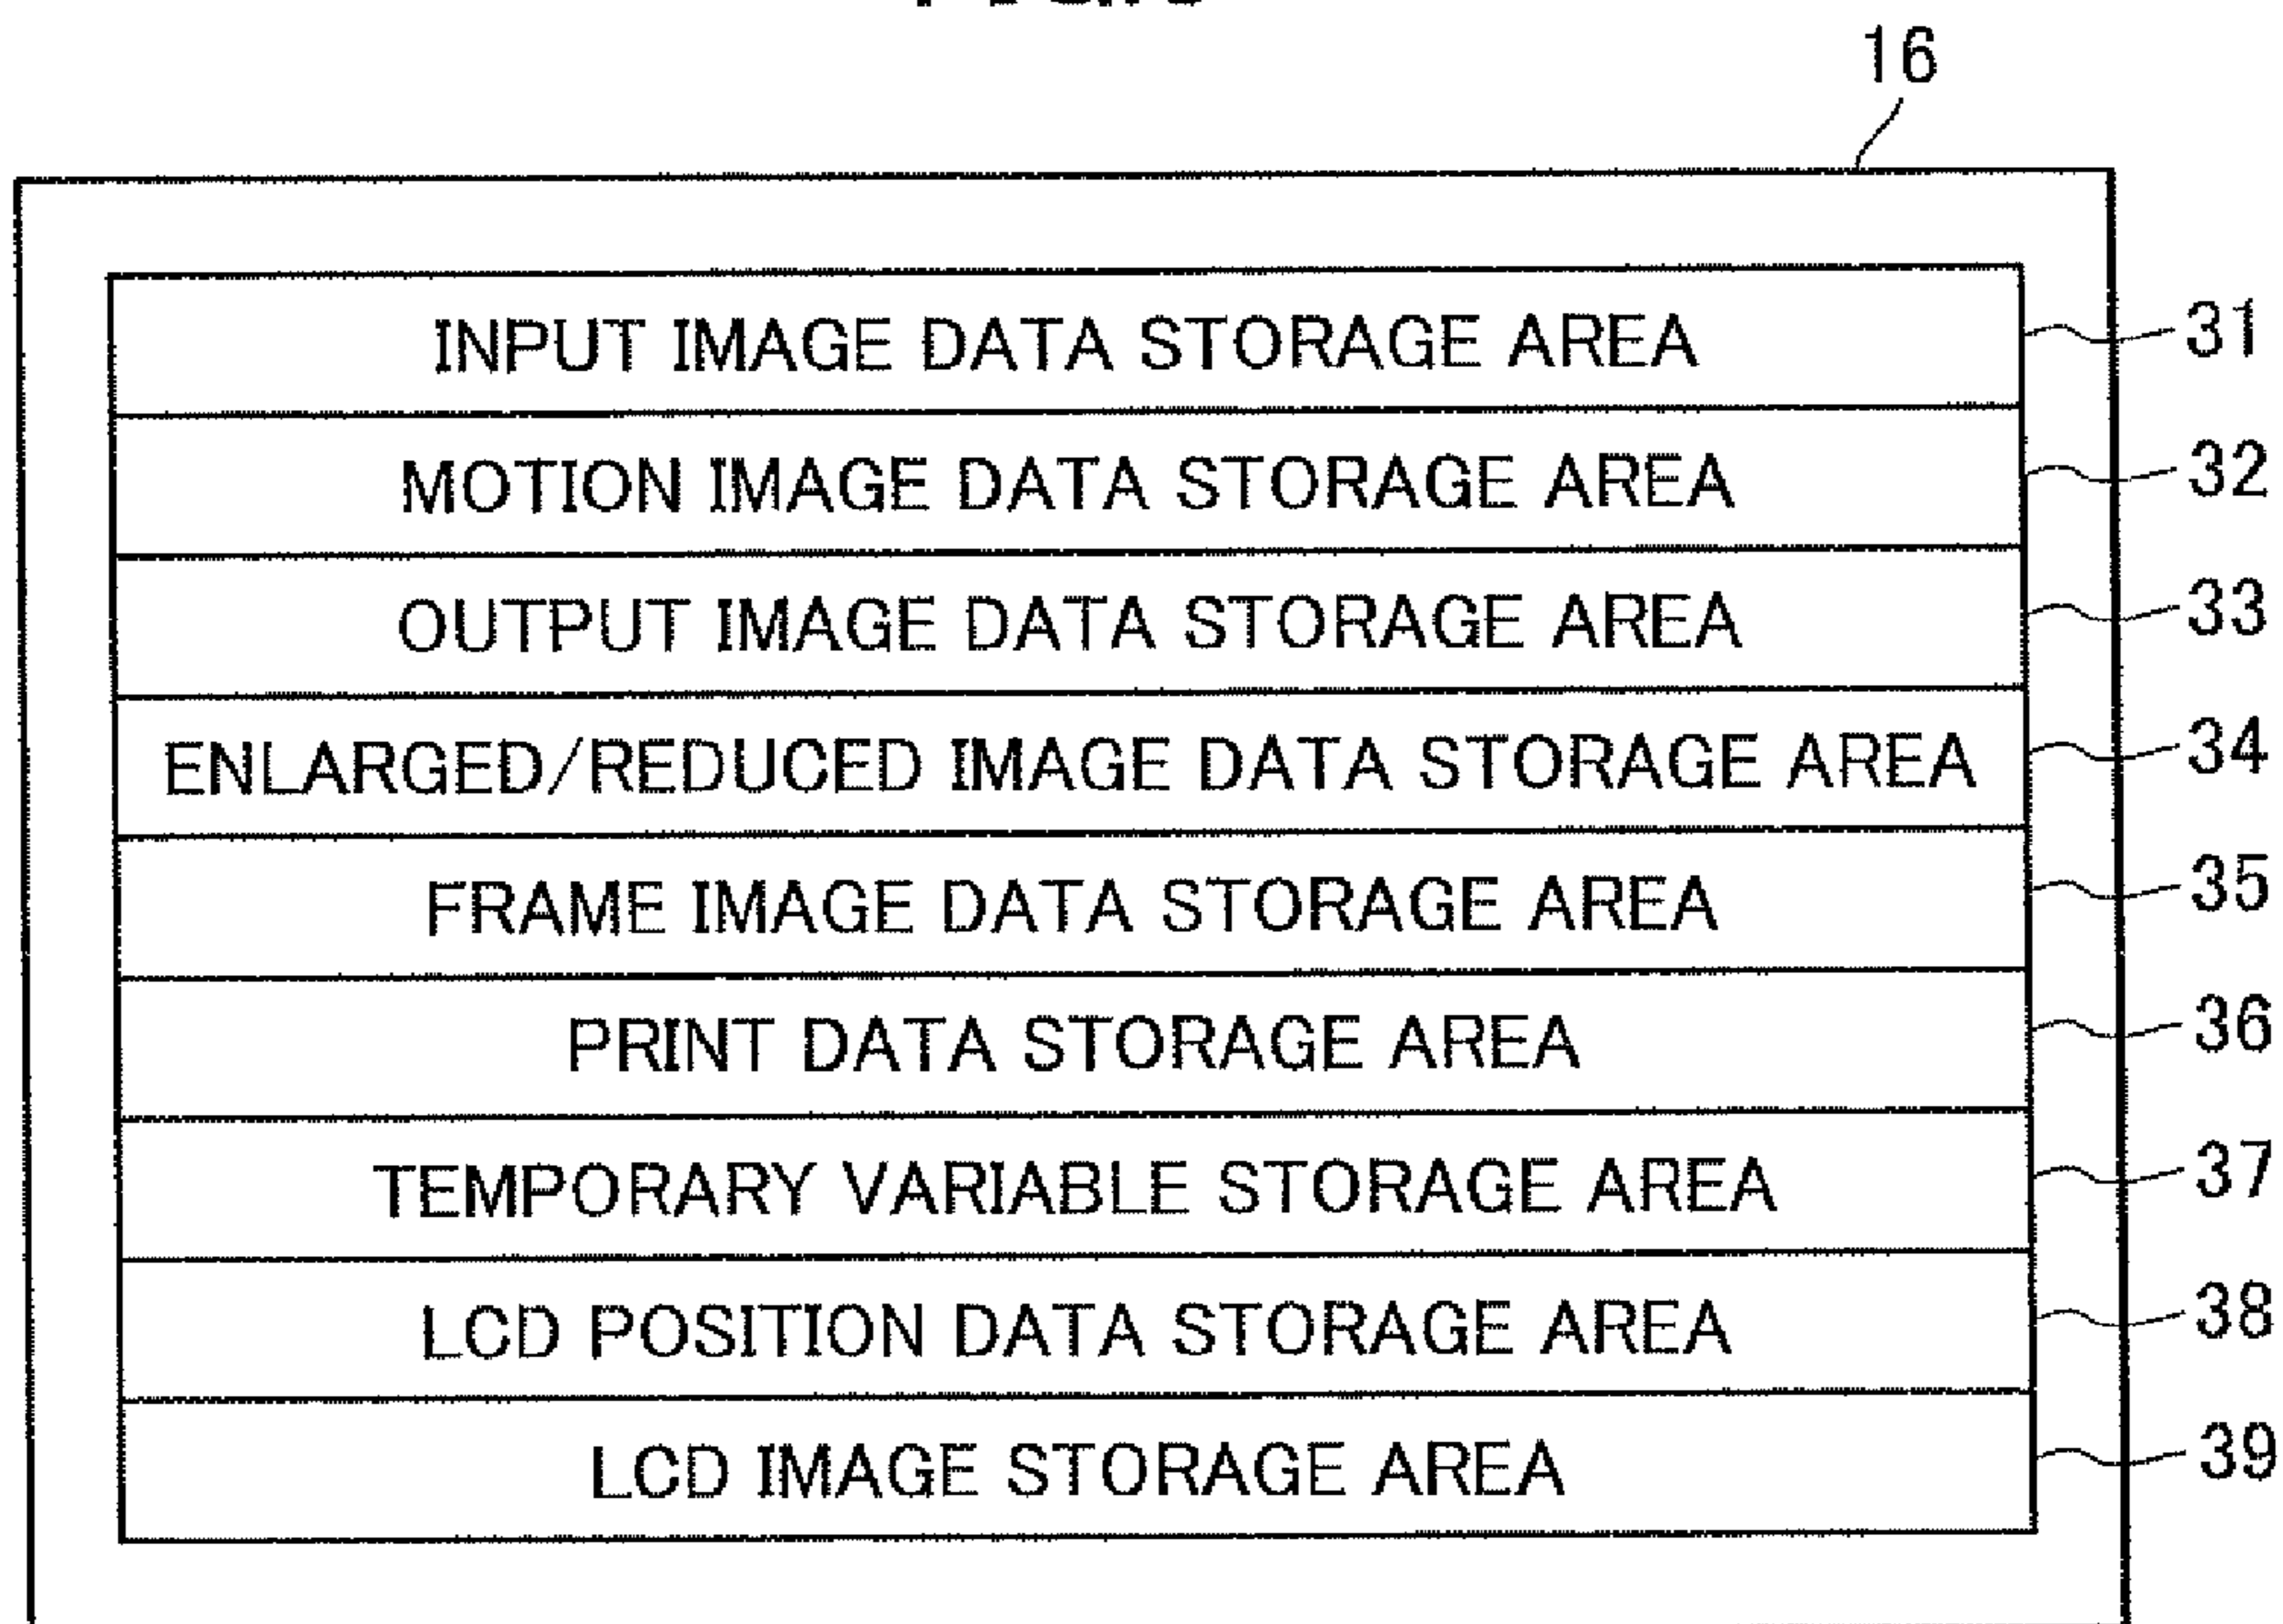 16
INPUT IMAGE DATA STORAGE AREA 31
MOTION IMAGE DATA STORAGE AREA 32
OUTPUT IMAGE DATA STORAGE AREA 33
ENLARGED/REDUCED IMAGE DATA STORAGE AREA 34
FRAME IMAGE DATA STORAGE AREA 35
PRINT DATA STORAGE AREA 36
TEMPORARY VARIABLE STORAGE AREA 37
LCD POSITION DATA STORAGE AREA 38
LCD IMAGE STORAGE AREA 39